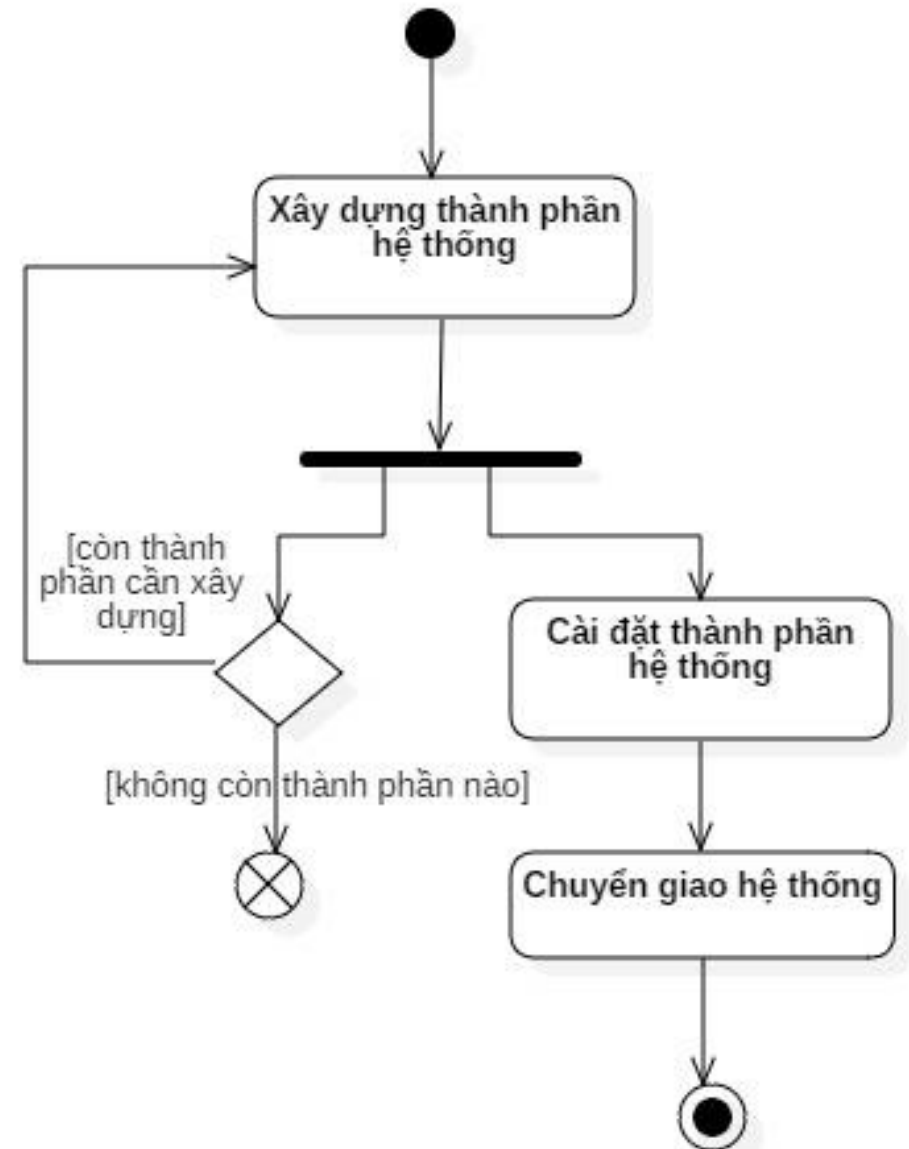 Xây dựng thành phần
hệ thống
[còn thành
phần cần xây
dựng]
Cài đặt thành phần
hệ thống
[không còn thành phần nào]
Chuyển giao hệ thống